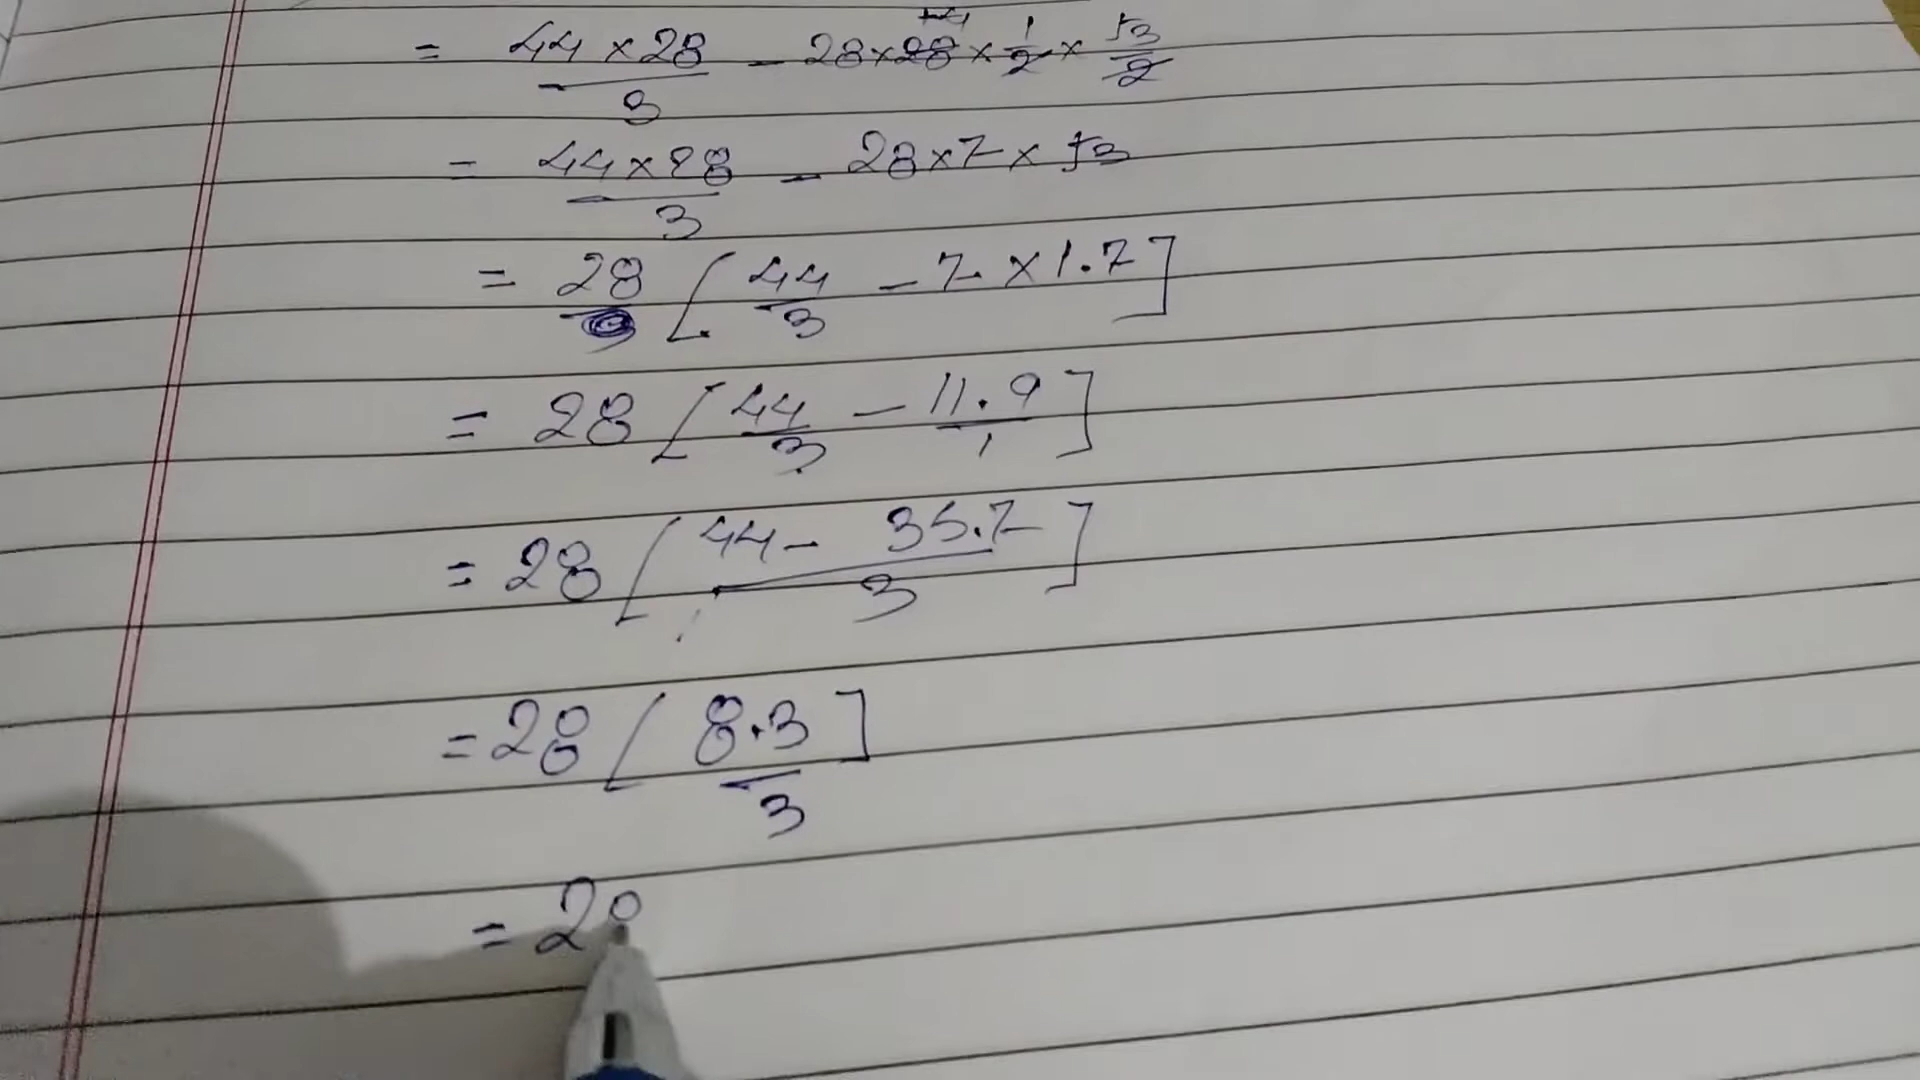 = 44 × 28 / 3 - 28 × 28 × 1/2 × √3/2
= 44 × 28 / 3 - 28 × 7 × √3
= 28 [ 44/3 - 7 × 1.7 ]
= 28 [ 44/3 - 11.9/1 ]
= 28 [ 44 - 35.7 / 3 ]
= 28 [ 8.3 / 3 ]
= 28